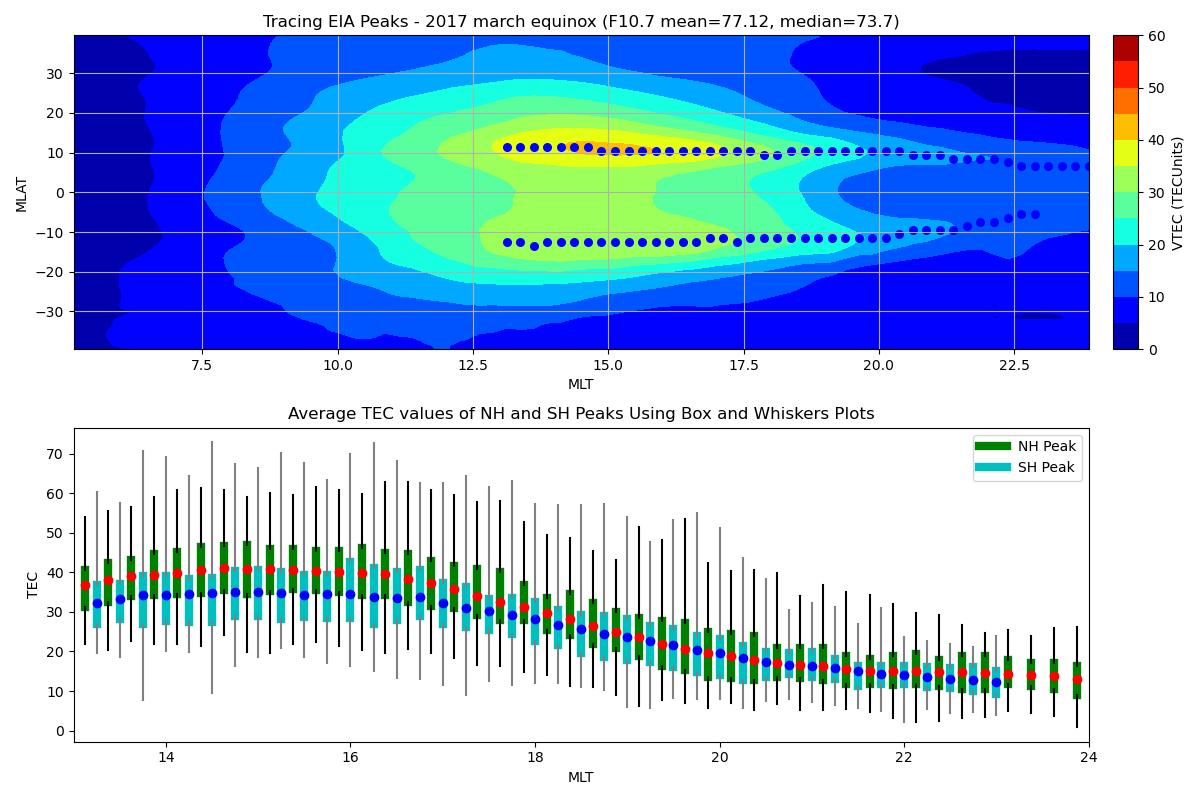 Tracing EIA Peaks - 2017 march equinox (F10.7 mean=77.12, median=73.7)
30
20
10
0
−10
−20
−30
MLAT
7.5 10.0 12.5 15.0 17.5 20.0 22.5
MLT
60
50
40
30
20
10
0
VTEC (TECUnits)
Average TEC values of NH and SH Peaks Using Box and Whiskers Plots
70
60
50
40
30
20
10
0
TEC
NH Peak
SH Peak
14 16 18 20 22 24
MLT